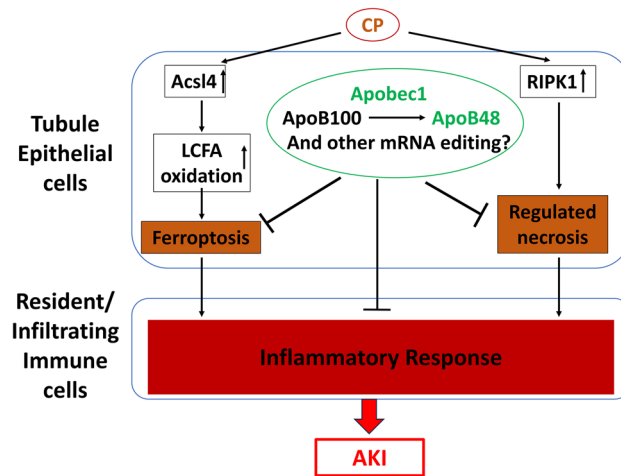 CP
Acsl4
RIPK1
Apobec1
ApoB100 ApoB48
And other mRNA editing?
Tubule
Epithelial
cells
LCFA
oxidation
Ferroptosis
Regulated
necrosis
Resident/
Infiltrating
Immune
cells
Inflammatory Response
AKI